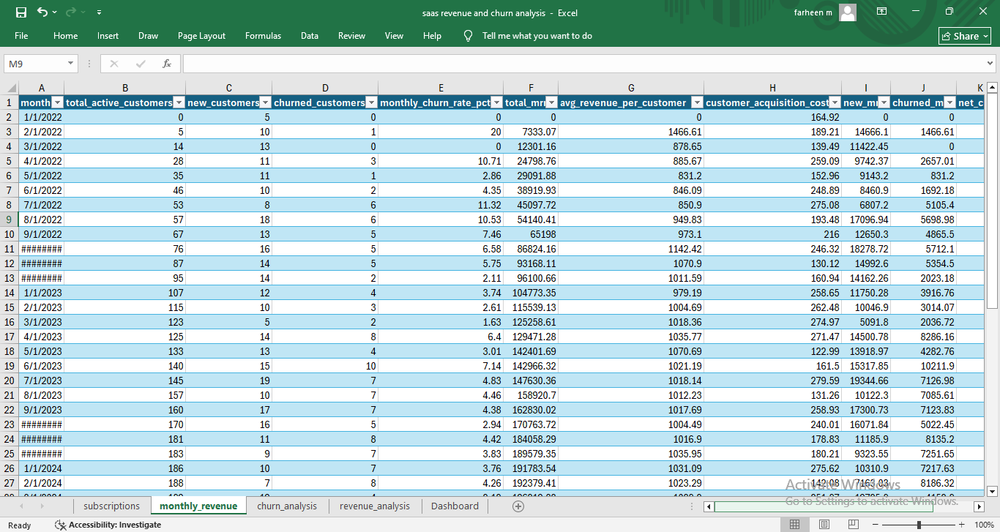 saas revenue and churn analysis - Excel
farheen m
File Home Insert Draw Page Layout Formulas Data Review View Help Tell me what you want to do
Share
M9 fx
A B C D E F G H I J K
1 month total_active_customers new_customers churned_customers monthly_churn_rate_pct total_mrr avg_revenue_per_customer customer_acquisition_cost new_mr churned_m net_c
2 1/1/2022 0 5 0 0 0 0 164.92 0 0
3 2/1/2022 5 10 1 20 7333.07 1466.61 189.21 14666.1 1466.61
4 3/1/2022 14 13 0 0 12301.16 878.65 139.49 11422.45 0
5 4/1/2022 28 11 3 10.71 24798.76 885.67 259.09 9742.37 2657.01
6 5/1/2022 35 11 1 2.86 29091.88 831.2 152.96 9143.2 831.2
7 6/1/2022 46 10 2 4.35 38919.93 846.09 248.89 8460.9 1692.18
8 7/1/2022 53 8 6 11.32 45097.72 850.9 275.08 6807.2 5105.4
9 8/1/2022 57 18 6 10.53 54140.41 949.83 193.48 17096.94 5698.98
10 9/1/2022 67 13 5 7.46 65198 973.1 216 12650.3 4865.5
11 ######## 76 16 5 6.58 86824.16 1142.42 246.32 18278.72 5712.1
12 ######## 87 14 5 5.75 93168.11 1070.9 130.12 14992.6 5354.5
13 ######## 95 14 2 2.11 96100.66 1011.59 160.94 14162.26 2023.18
14 1/1/2023 107 12 4 3.74 104773.35 979.19 258.65 11750.28 3916.76
15 2/1/2023 115 10 3 2.61 115539.13 1004.69 262.48 10046.9 3014.07
16 3/1/2023 123 5 2 1.63 125258.61 1018.36 274.97 5091.8 2036.72
17 4/1/2023 125 14 8 6.4 129471.28 1035.77 271.47 14500.78 8286.16
18 5/1/2023 133 13 4 3.01 142401.69 1070.69 122.99 13918.97 4282.76
19 6/1/2023 140 15 10 7.14 142966.32 1021.19 161.5 15317.85 10211.9
20 7/1/2023 145 19 7 4.83 147630.36 1018.14 279.59 19344.66 7126.98
21 8/1/2023 157 10 7 4.46 158920.7 1012.23 131.26 10122.3 7085.61
22 9/1/2023 160 17 7 4.38 162830.02 1017.69 258.93 17300.73 7123.83
23 ######## 170 16 5 2.94 170763.72 1004.49 240.01 16071.84 5022.45
24 ######## 181 11 8 4.42 184058.29 1016.9 178.83 11185.9 8135.2
25 ######## 183 9 7 3.83 189579.35 1035.95 180.21 9323.55 7251.65
26 1/1/2024 186 10 7 3.76 191783.54 1031.09 275.62 10310.9 7217.63
27 2/1/2024 188 7 8 4.26 192379.41 1023.29 142.08 7163.03 8186.32
Activate Windows
Go to Settings to activate Windows.
subscriptions monthly_revenue churn_analysis revenue_analysis Dashboard
Ready Accessibility: Investigate 100%